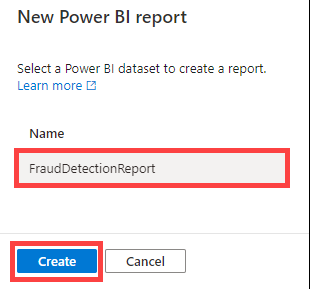 New Power BI report
Select a Power BI dataset to create a report.
Learn more
Name
FraudDetectionReport
Create Cancel